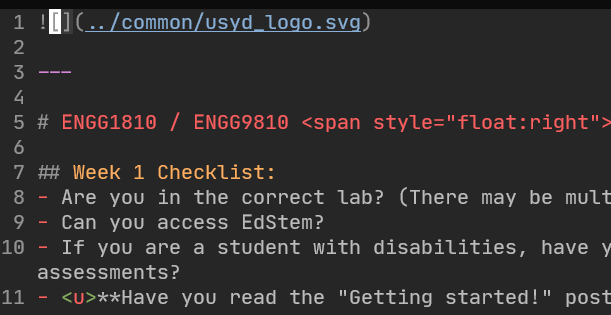 1 ![](../common/usyd_logo.svg)
2
3 ---
4
5 # ENGG1810 / ENGG9810 <span style="float:right">
6
7 ## Week 1 Checklist:
8 - Are you in the correct lab? (There may be mult
9 - Can you access EdStem?
10 - If you are a student with disabilities, have y
assessments?
11 - <u>**Have you read the "Getting started!" post